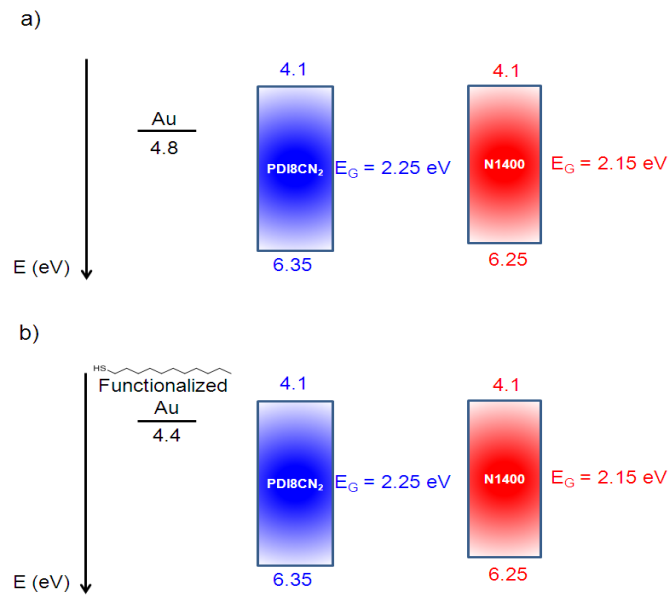 a)
4.1
4.1
Au
4.8
PDI8CN₂
E_G = 2.25 eV
N1400
E_G = 2.15 eV
E (eV)
6.35
6.25
b)
HS
Functionalized
4.1
4.1
Au
4.4
PDI8CN₂
E_G = 2.25 eV
N1400
E_G = 2.15 eV
E (eV)
6.35
6.25